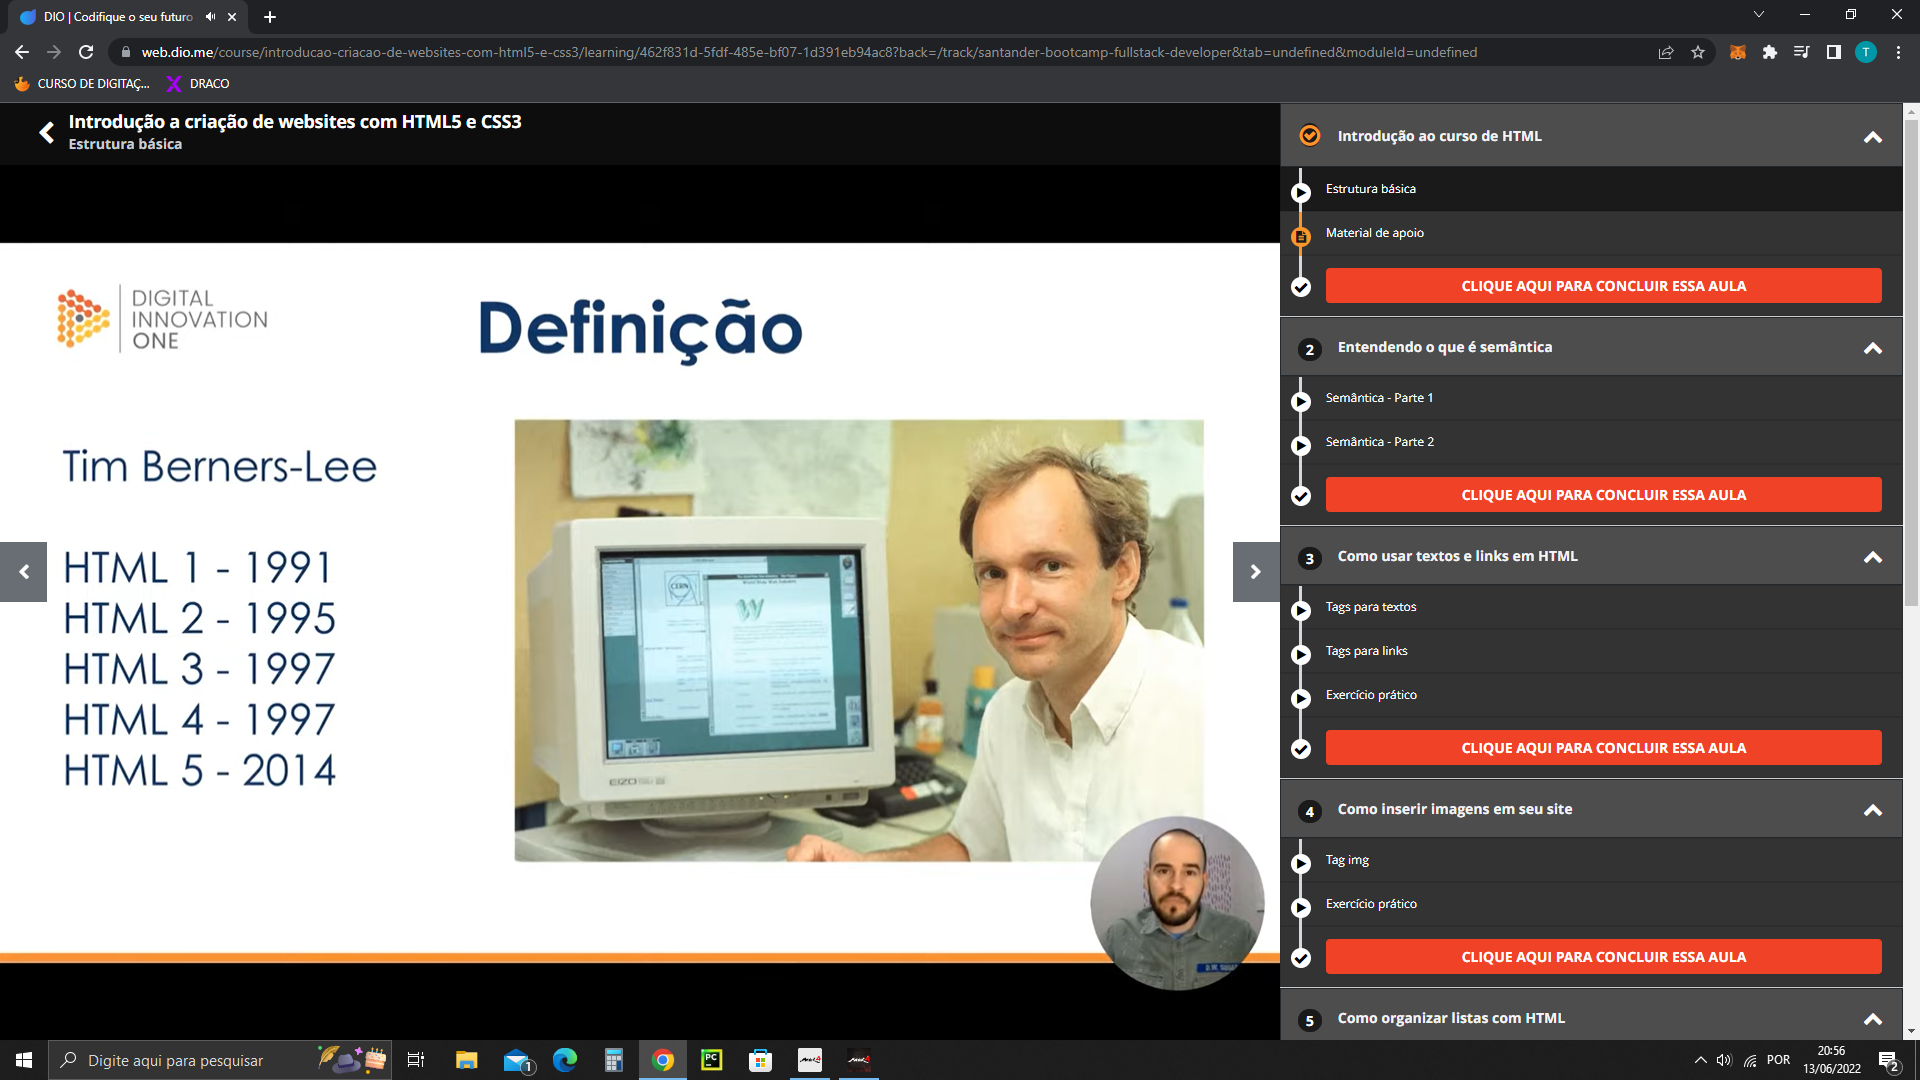 DIO | Codifique o seu futuro
web.dio.me/course/introducao-criacao-de-websites-com-html5-e-css3/learning/462f831d-5fdf-485e-bf07-1d391eb94ac8?back=/track/santander-bootcamp-fullstack-developer&tab=undefined&moduleId=undefined
T
CURSO DE DIGITAÇ...
DRACO
Introdução a criação de websites com HTML5 e CSS3
Estrutura básica
DIGITAL
INNOVATION
ONE
Definição
Tim Berners-Lee
HTML 1 - 1991
HTML 2 - 1995
HTML 3 - 1997
HTML 4 - 1997
HTML 5 - 2014
CERN
W
EIZO
Introdução ao curso de HTML
Estrutura básica
Material de apoio
CLIQUE AQUI PARA CONCLUIR ESSA AULA
2
Entendendo o que é semântica
Semântica - Parte 1
Semântica - Parte 2
CLIQUE AQUI PARA CONCLUIR ESSA AULA
3
Como usar textos e links em HTML
Tags para textos
Tags para links
Exercício prático
CLIQUE AQUI PARA CONCLUIR ESSA AULA
4
Como inserir imagens em seu site
Tag img
Exercício prático
CLIQUE AQUI PARA CONCLUIR ESSA AULA
5
Como organizar listas com HTML
Digite aqui para pesquisar
1
PC
POR
20:56
13/06/2022
2